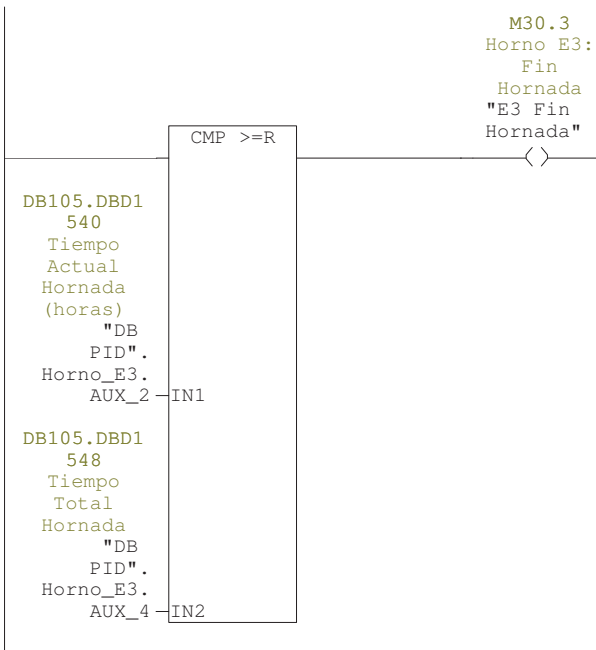 M30.3
Horno E3:
Fin
Hornada
"E3 Fin
Hornada"
CMP >=R
DB105.DBD1
540
Tiempo
Actual
Hornada
(horas)
"DB
PID".
Horno_E3.
AUX_2
IN1
DB105.DBD1
548
Tiempo
Total
Hornada
"DB
PID".
Horno_E3.
AUX_4
IN2